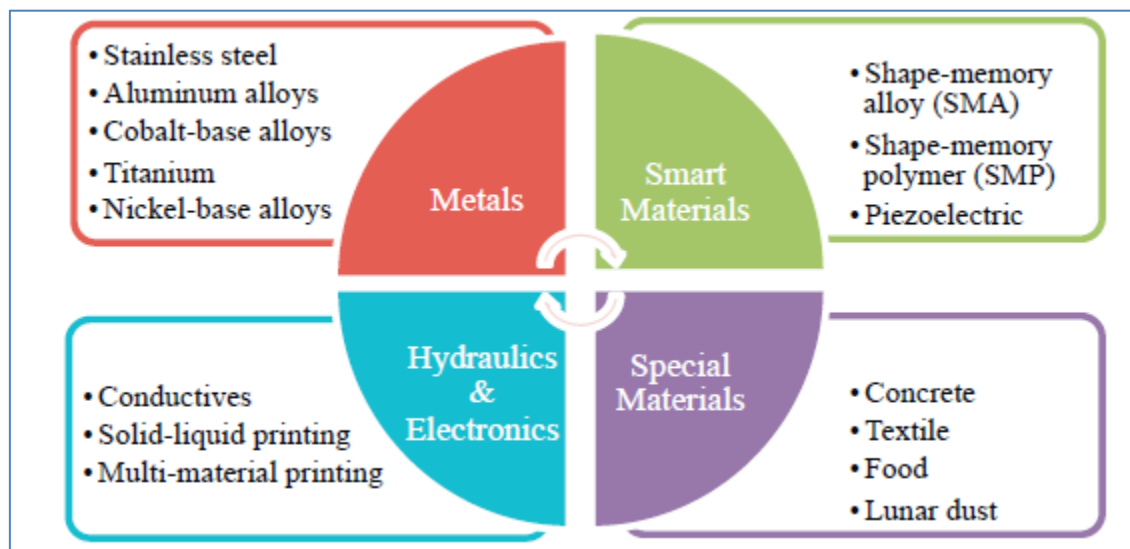 • Stainless steel
• Aluminum alloys
• Cobalt-base alloys
• Titanium
• Nickel-base alloys
Metals
Smart
Materials
• Shape-memory
alloy (SMA)
• Shape-memory
polymer (SMP)
• Piezoelectric
• Conductives
• Solid-liquid printing
• Multi-material printing
Hydraulics
&
Electronics
Special
Materials
• Concrete
• Textile
• Food
• Lunar dust